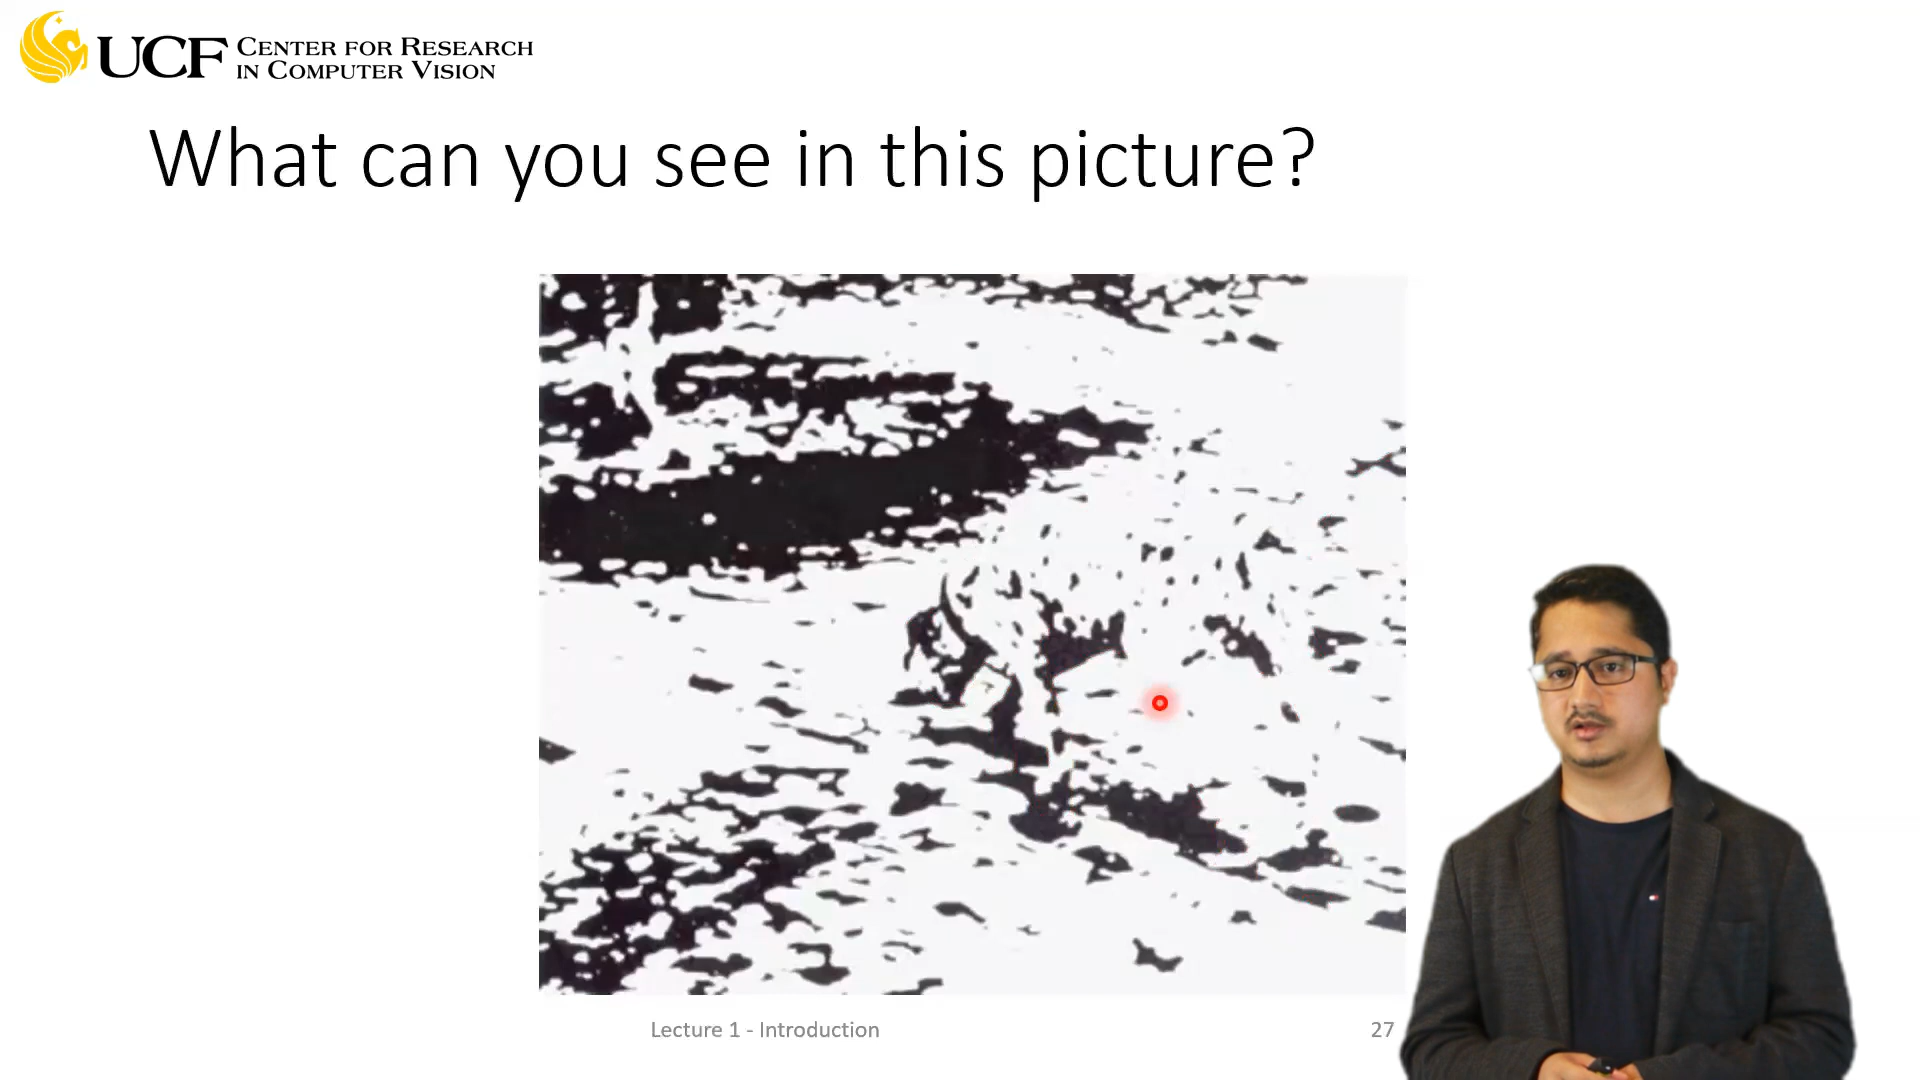 UCF CENTER FOR RESEARCH
IN COMPUTER VISION
What can you see in this picture?
Lecture 1 - Introduction
27